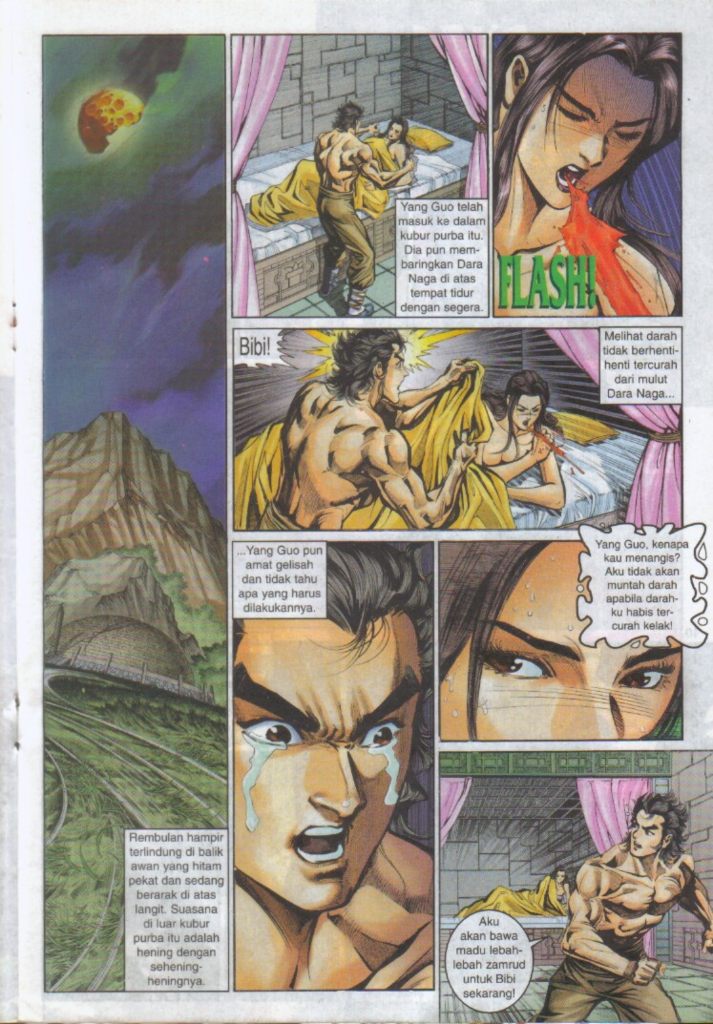 Rembulan hampir
terlindung di balik
awan yang hitam
pekat dan sedang
berarak di atas
langit. Suasana
di luar kubur
purba itu adalah
hening dengan
sehening-
heningnya.
Yang Guo telah
masuk ke dalam
kubur purba itu.
Dia pun mem-
baringkan Dara
Naga di atas
tempat tidur
dengan segera.
FLASH!
Bibi!
Melihat darah
tidak berhenti-
henti tercurah
dari mulut
Dara Naga...
...Yang Guo pun
amat gelisah
dan tidak tahu
apa yang harus
dilakukannya.
Yang Guo, kenapa
kau menangis?
Aku tidak akan
muntah darah
apabila darah-
ku habis ter-
curah kelak!
Aku
akan bawa
madu lebah-
lebah zamrud
untuk Bibi
sekarang!